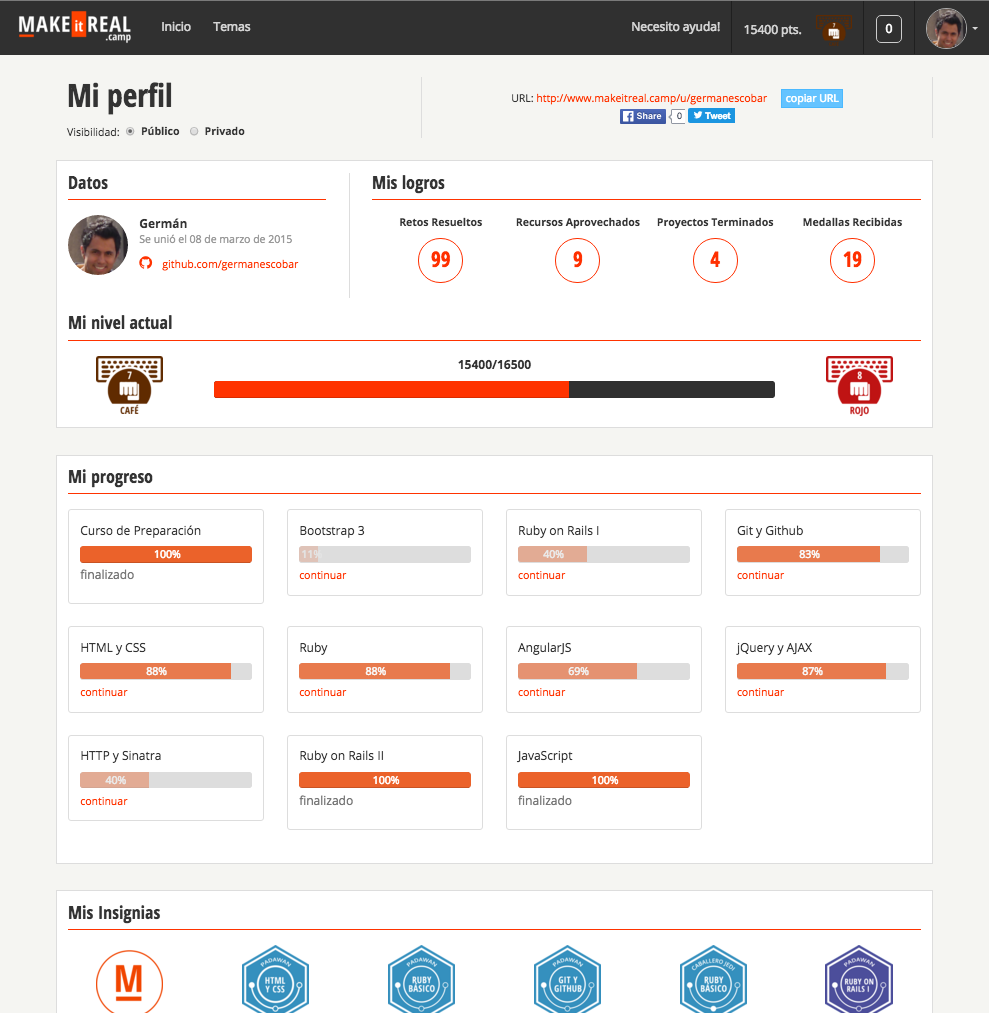 MAKE it REAL .camp
Inicio Temas Necesito ayuda! 15400 pts. 7 0
Mi perfil
Visibilidad: Público Privado
URL: http://www.makeitreal.camp/u/germanescobar copiar URL
Share 0 Tweet
Datos
Germán
Se unió el 08 de marzo de 2015
github.com/germanescobar
Mis logros
Retos Resueltos Recursos Aprovechados Proyectos Terminados Medallas Recibidas
99 9 4 19
Mi nivel actual
7
CAFÉ
15400/16500
8
ROJO
Mi progreso
Curso de Preparación
100%
finalizado
Bootstrap 3
11%
continuar
Ruby on Rails I
40%
continuar
Git y Github
83%
continuar
HTML y CSS
88%
continuar
Ruby
88%
continuar
AngularJS
69%
continuar
jQuery y AJAX
87%
continuar
HTTP y Sinatra
40%
continuar
Ruby on Rails II
100%
finalizado
JavaScript
100%
finalizado
Mis Insignias
M
PADAWAN
HTML
Y CSS
PADAWAN
RUBY
BÁSICO
PADAWAN
GIT Y
GITHUB
CABALLERO JEDI
RUBY
BÁSICO
PADAWAN
RUBY ON
RAILS I